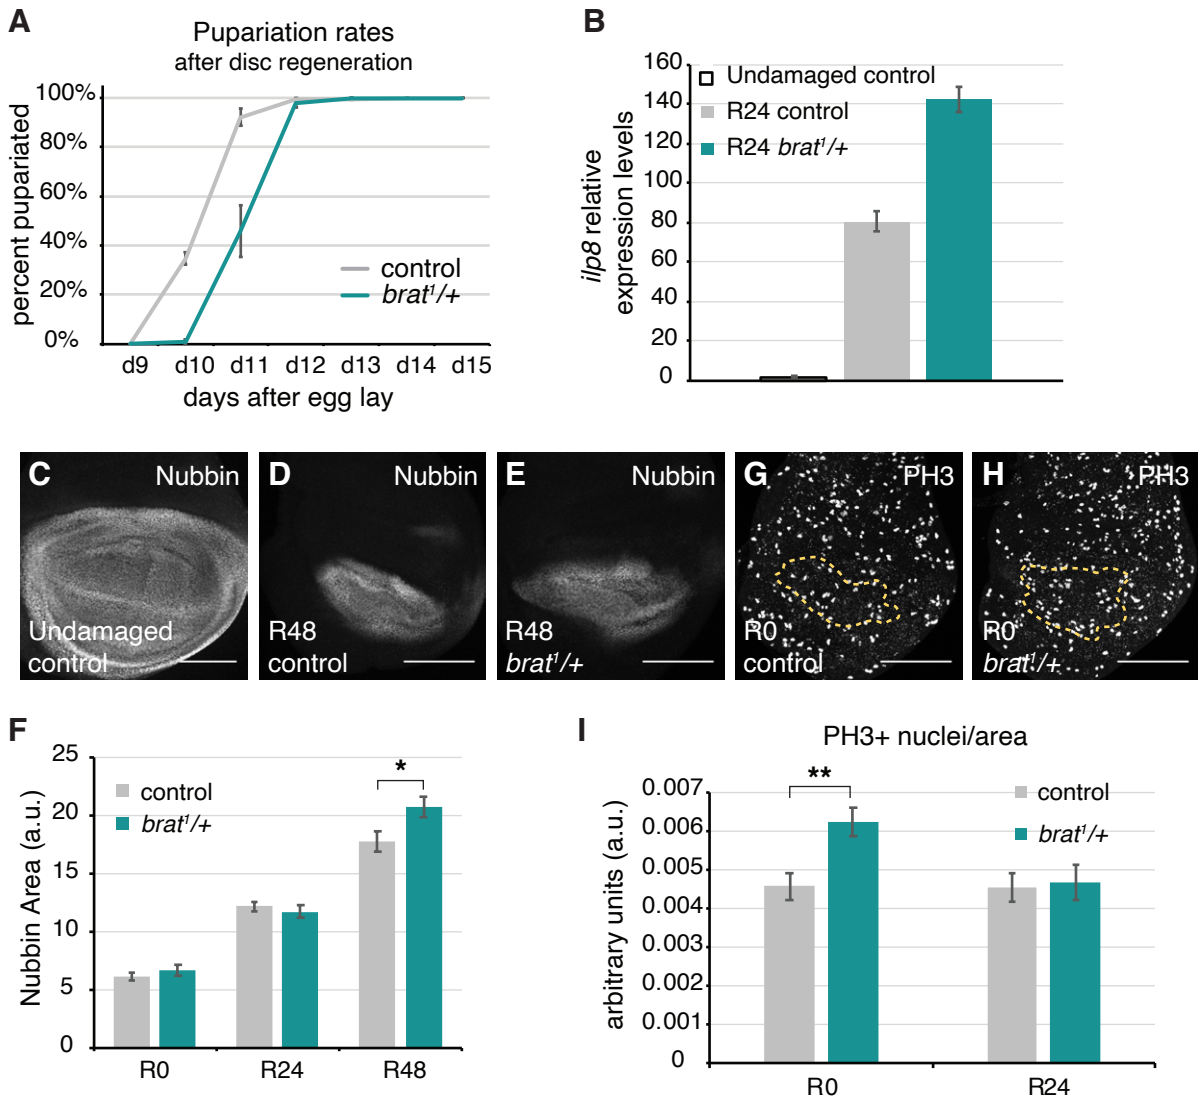 A
Pupariation rates
after disc regeneration
percent pupariated
100%
80%
60%
40%
20%
0%
d9 d10 d11 d12 d13 d14 d15
days after egg lay
control
brat¹/+
B
ilp8 relative
expression levels
160
140
120
100
80
60
40
20
0
Undamaged control
R24 control
R24 brat¹/+
C Nubbin
Undamaged
control
D Nubbin
R48
control
E Nubbin
R48
brat¹/+
G PH3
R0
control
H PH3
R0
brat¹/+
F
Nubbin Area (a.u.)
25
20
15
10
5
0
control
brat¹/+
*
R0 R24 R48
I
PH3+ nuclei/area
arbitrary units (a.u.)
0.007
0.006
0.005
0.004
0.003
0.002
0.001
0
**
control
brat¹/+
R0 R24